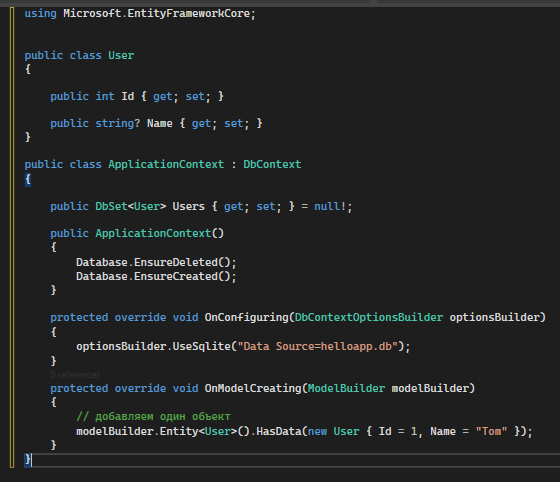 using Microsoft.EntityFrameworkCore;
public class User
{
public int Id { get; set; }
public string? Name { get; set; }
}
public class ApplicationContext : DbContext
{
public DbSet<User> Users { get; set; } = null!;
public ApplicationContext()
{
Database.EnsureDeleted();
Database.EnsureCreated();
}
protected override void OnConfiguring(DbContextOptionsBuilder optionsBuilder)
{
optionsBuilder.UseSqlite("Data Source=helloapp.db");
}
0 references
protected override void OnModelCreating(ModelBuilder modelBuilder)
{
// добавляем один объект
modelBuilder.Entity<User>().HasData(new User { Id = 1, Name = "Tom" });
}
}